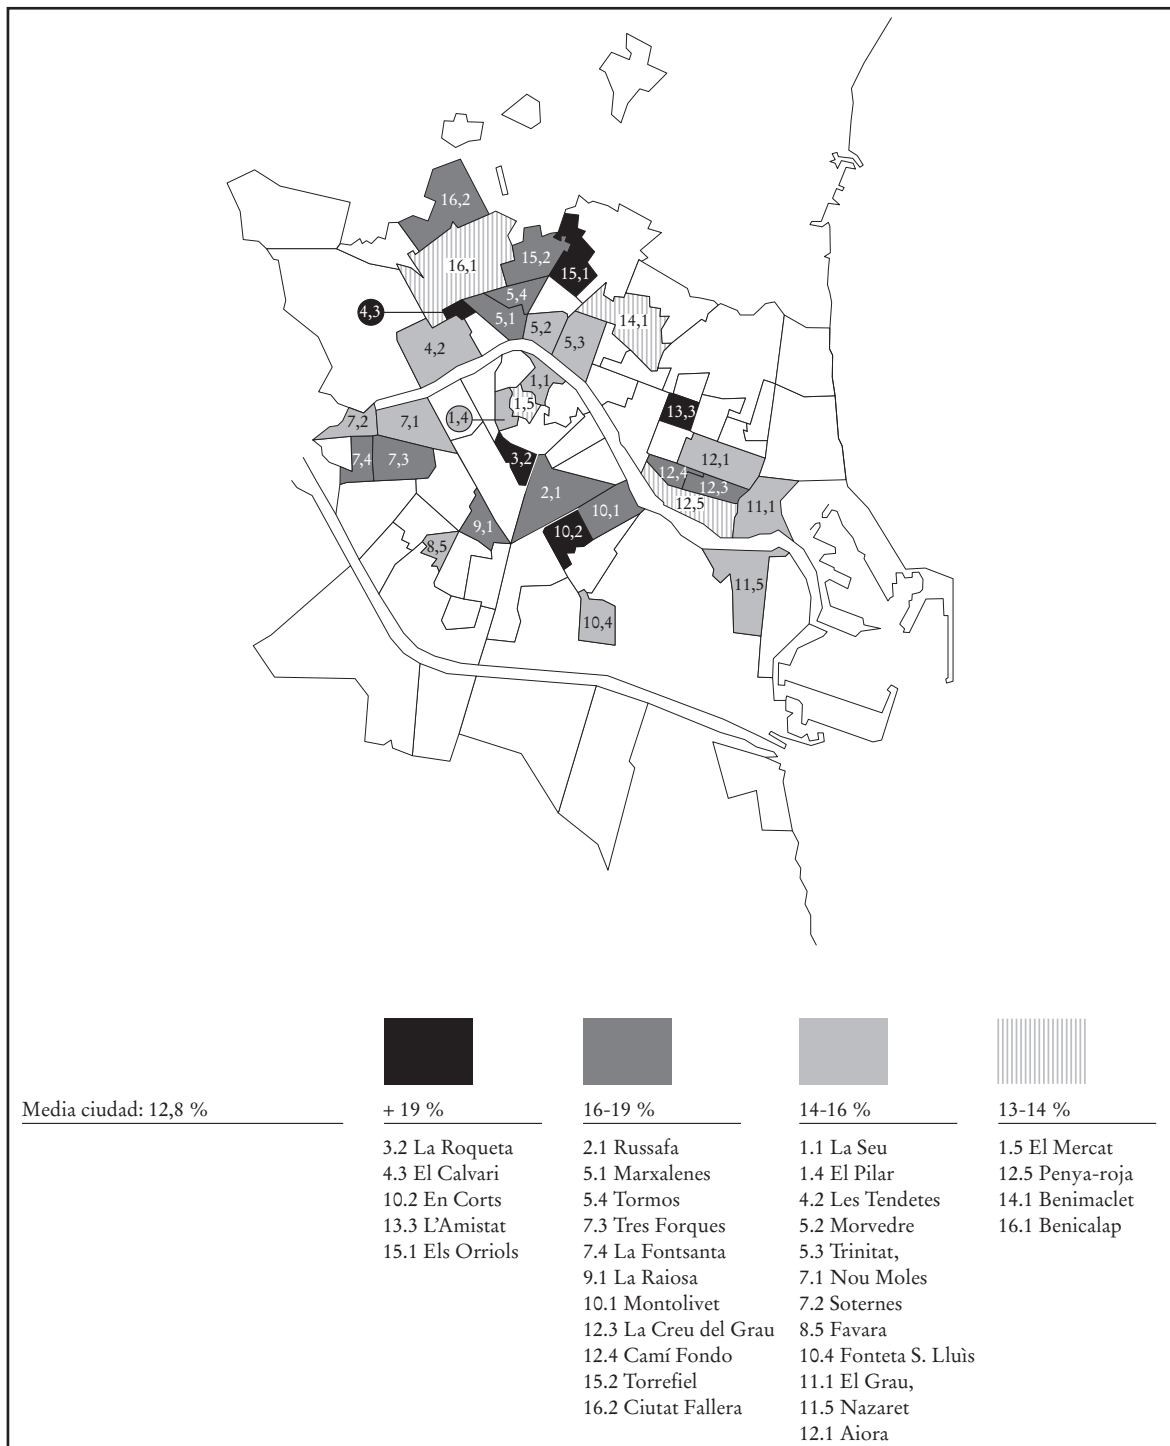 16,2
16,1
15,2
15,1
5,4
4,3
5,1
5,2
14,1
4,2
5,3
1,1
1,5
1,4
13,3
7,2
7,1
3,2
12,1
7,4
7,3
12,4
12,3
2,1
12,5
11,1
10,1
9,1
10,2
8,5
11,5
10,4
Media ciudad: 12,8 %
+ 19 %
3.2 La Roqueta
4.3 El Calvari
10.2 En Corts
13.3 L’Amistat
15.1 Els Orriols
16-19 %
2.1 Russafa
5.1 Marxalenes
5.4 Tormos
7.3 Tres Forques
7.4 La Fontsanta
9.1 La Raiosa
10.1 Montolivet
12.3 La Creu del Grau
12.4 Camí Fondo
15.2 Torrefiel
16.2 Ciutat Fallera
14-16 %
1.1 La Seu
1.4 El Pilar
4.2 Les Tendetes
5.2 Morvedre
5.3 Trinitat,
7.1 Nou Moles
7.2 Soternes
8.5 Favara
10.4 Fonteta S. Lluìs
11.1 El Grau,
11.5 Nazaret
12.1 Aiora
13-14 %
1.5 El Mercat
12.5 Penya-roja
14.1 Benimaclet
16.1 Benicalap